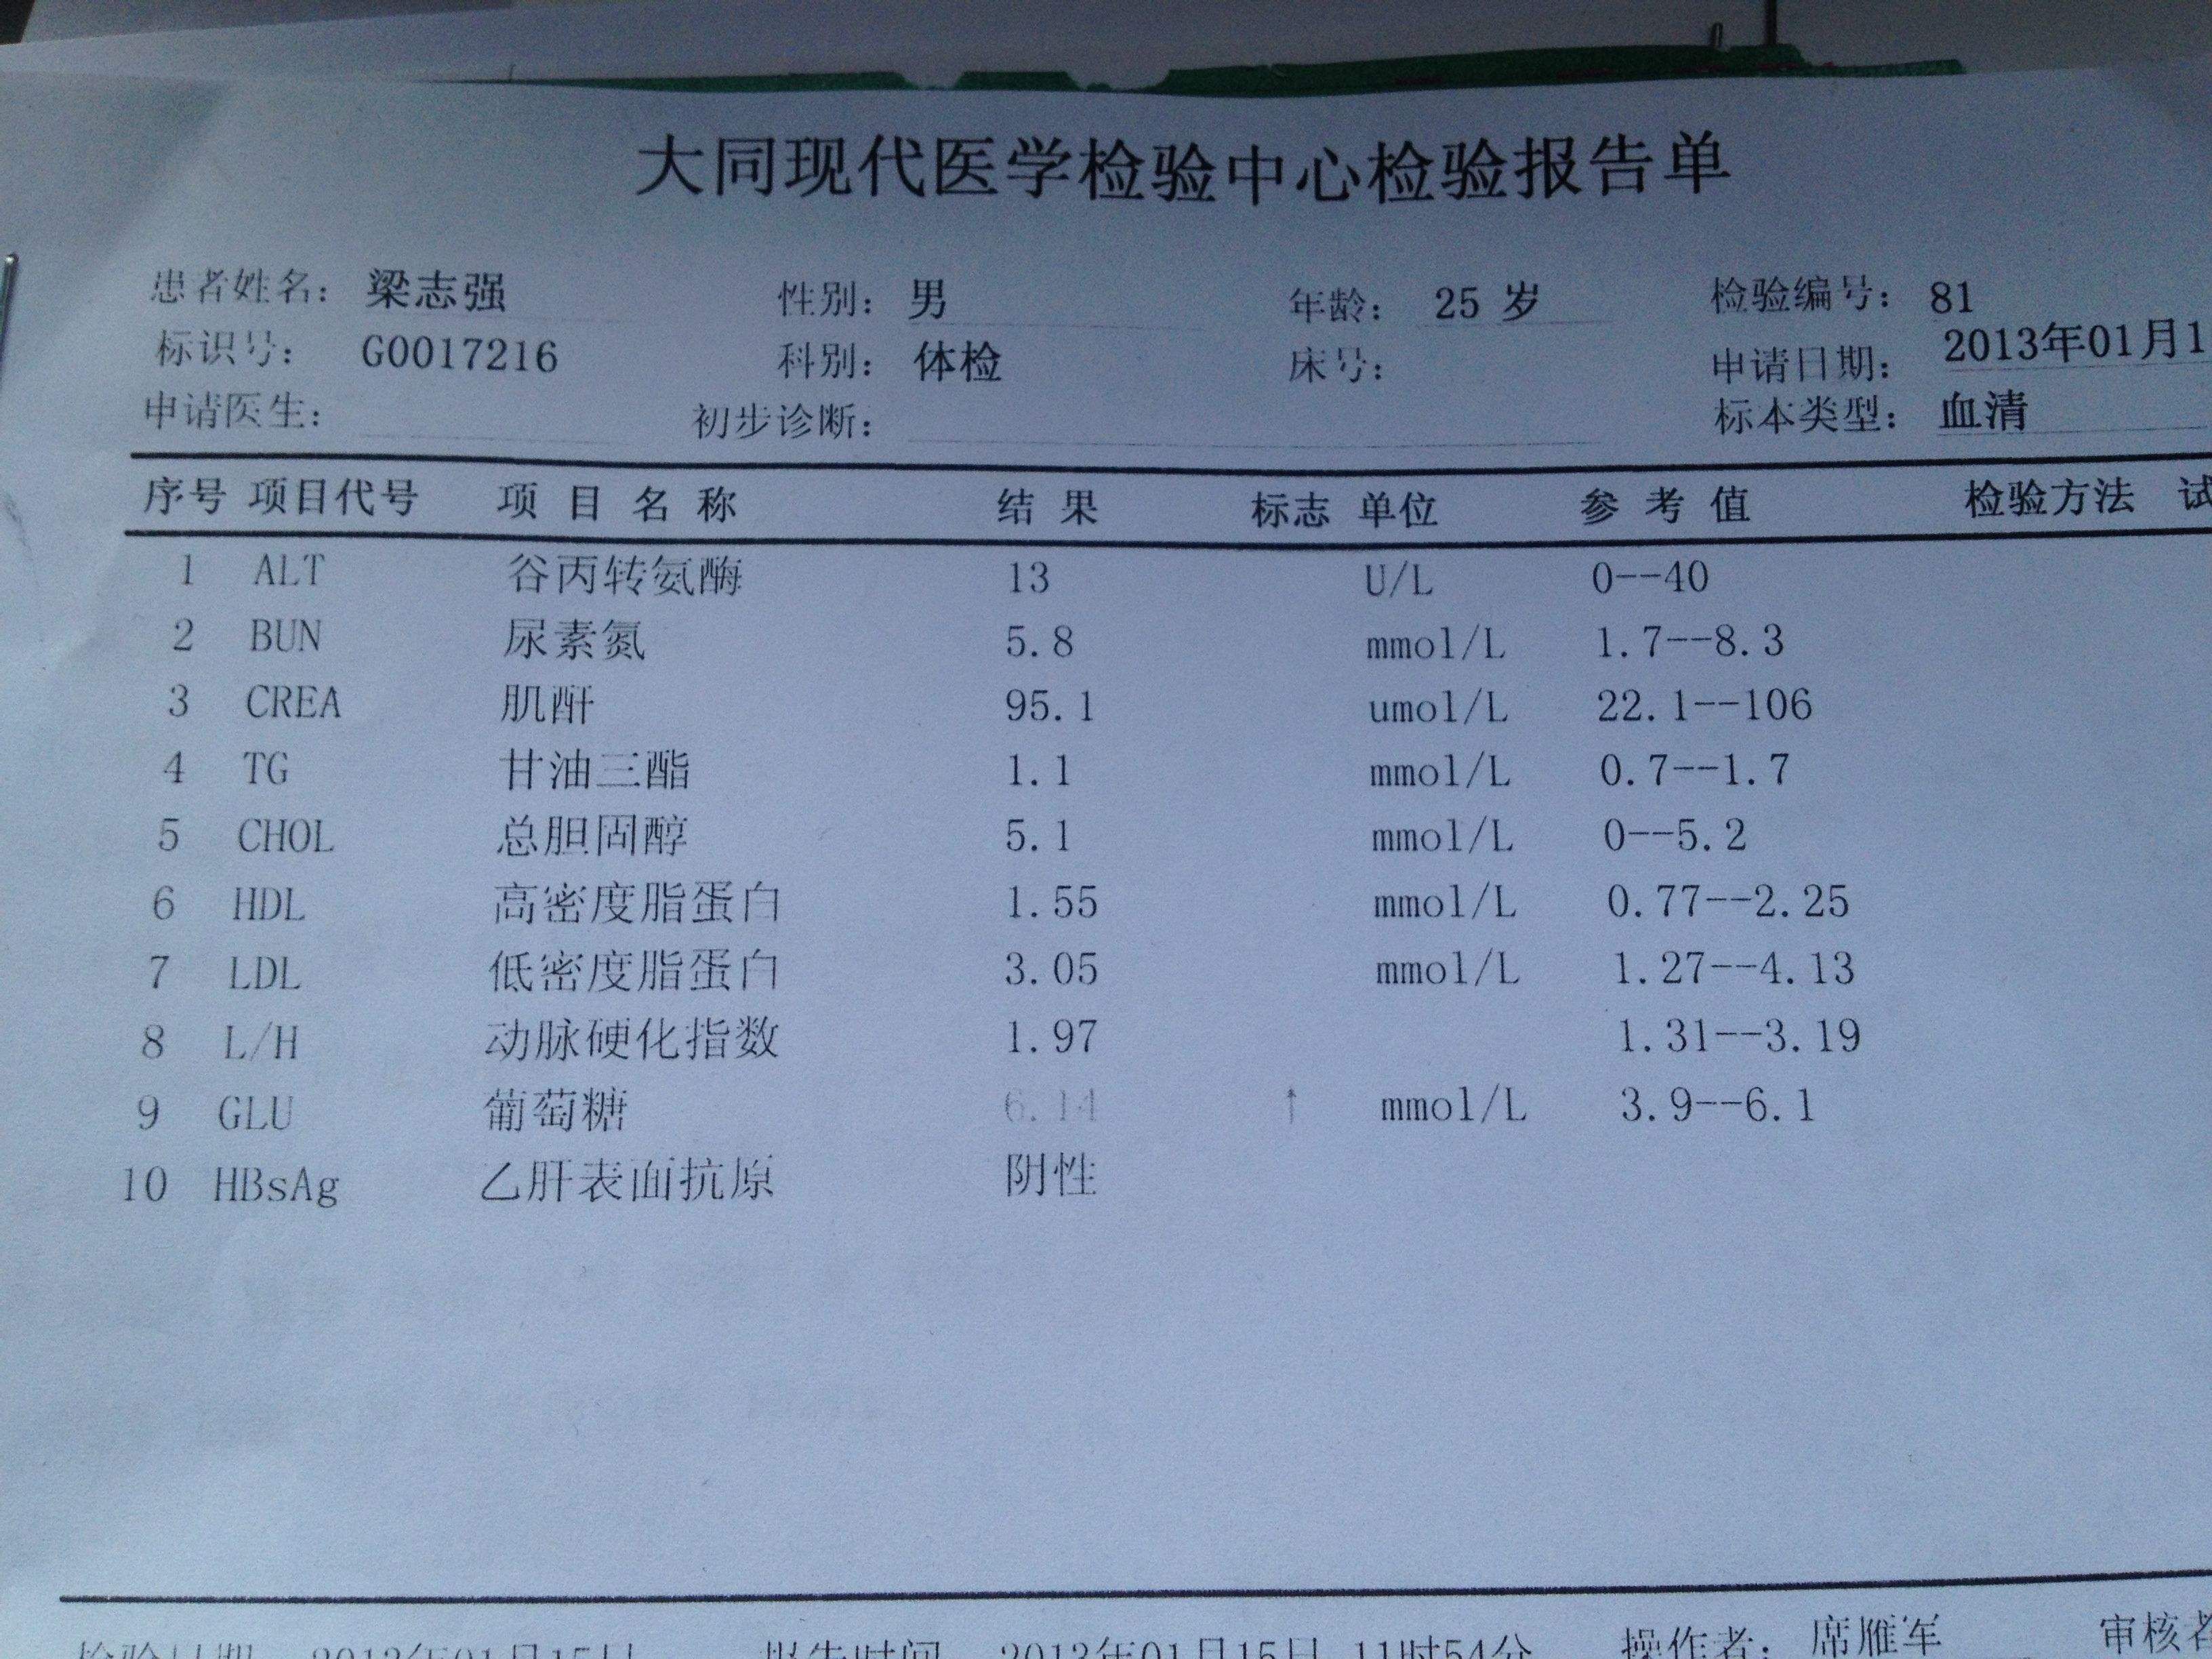 大同现代医学检验中心检验报告单
患者姓名： 梁志强 性别： 男 年龄： 25 岁 检验编号： 81
标识号： G0017216 科别： 体检 床号： 申请日期： 2013年01月1
申请医生： 初步诊断： 标本类型： 血清
序号 项目代号 项 目 名 称 结 果 标志 单位 参 考 值 检验方法 试
1 ALT 谷丙转氨酶 13 U/L 0--40
2 BUN 尿素氮 5.8 mmol/L 1.7--8.3
3 CREA 肌酐 95.1 umol/L 22.1--106
4 TG 甘油三酯 1.1 mmol/L 0.7--1.7
5 CHOL 总胆固醇 5.1 mmol/L 0--5.2
6 HDL 高密度脂蛋白 1.55 mmol/L 0.77--2.25
7 LDL 低密度脂蛋白 3.05 mmol/L 1.27--4.13
8 L/H 动脉硬化指数 1.97 1.31--3.19
9 GLU 葡萄糖 6.14 ↑ mmol/L 3.9--6.1
10 HBsAg 乙肝表面抗原 阴性
检验日期 2013年01月15日 报告时间 2013年01月15日 11时54分 操作者： 席雁军 审核者